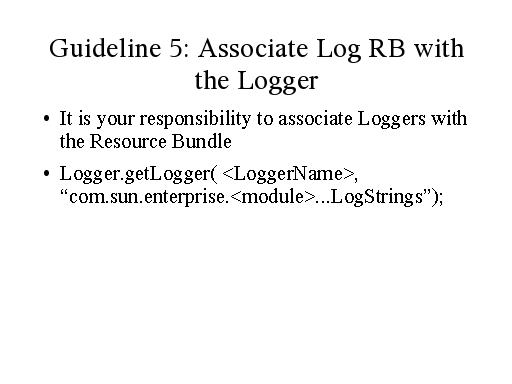 Guideline 5: Associate Log RB with
the Logger
• It is your responsibility to associate Loggers with
the Resource Bundle
• Logger.getLogger( <LoggerName>,
“com.sun.enterprise.<module>...LogStrings”);